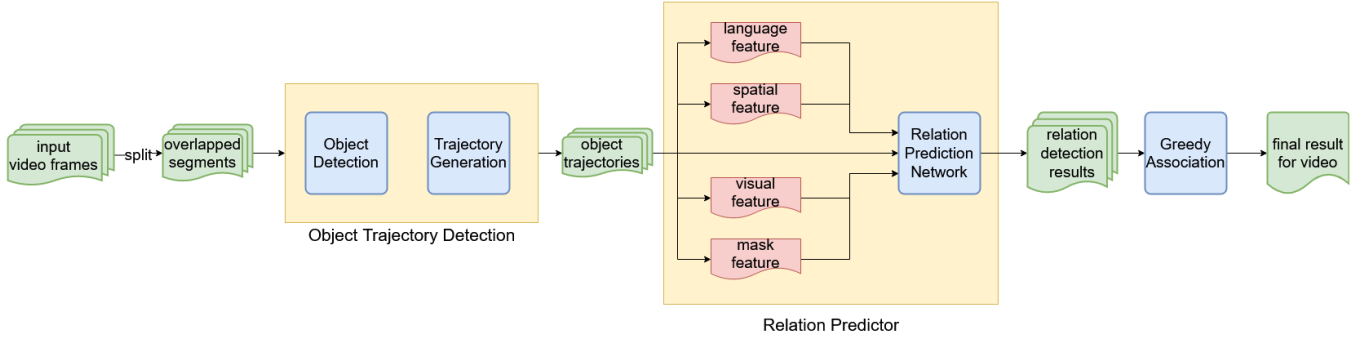 input
video frames
split
overlapped
segments
Object
Detection
Trajectory
Generation
Object Trajectory Detection
object
trajectories
language
feature
spatial
feature
visual
feature
mask
feature
Relation
Prediction
Network
Relation Predictor
relation
detection
results
Greedy
Association
final result
for video